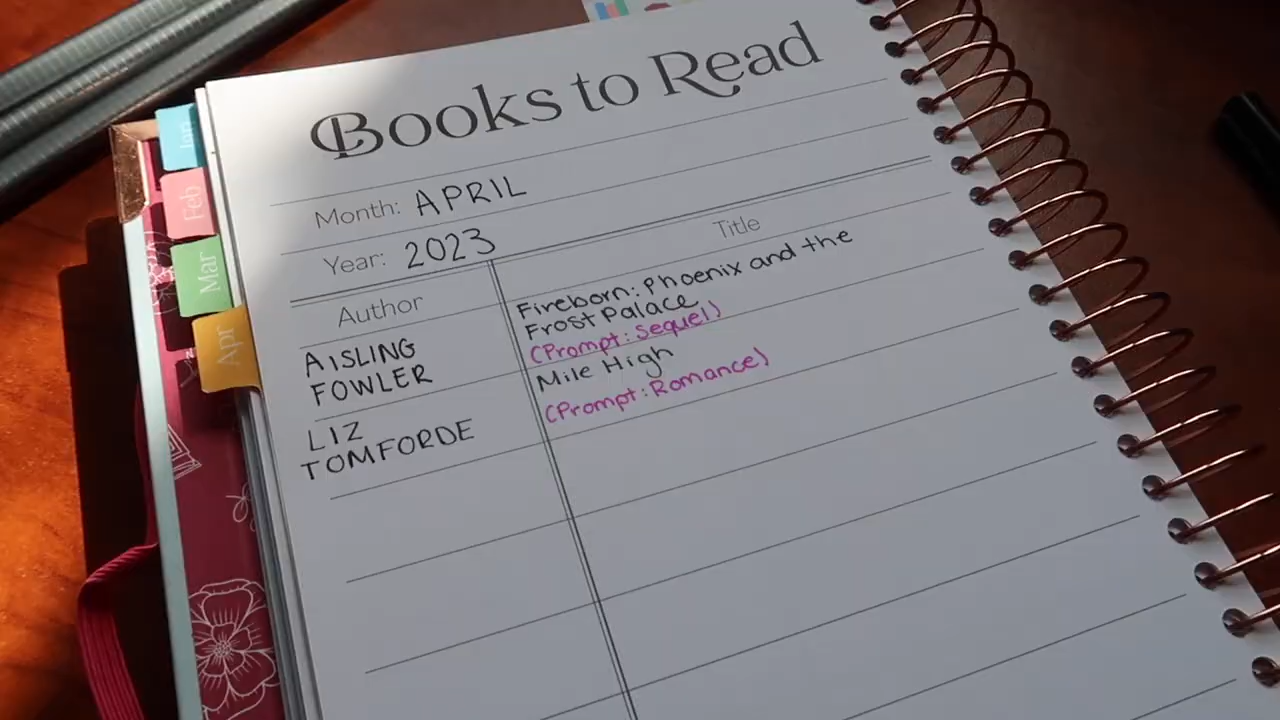 Books to Read
Month: APRIL
Year: 2023
Author
Title
AISLING
FOWLER
Fireborn: Phoenix and the
Frost Palace
(Prompt: Sequel)
LIZ
TOMFORDE
Mile High
(Prompt: Romance)
Jan
Feb
Mar
Apr